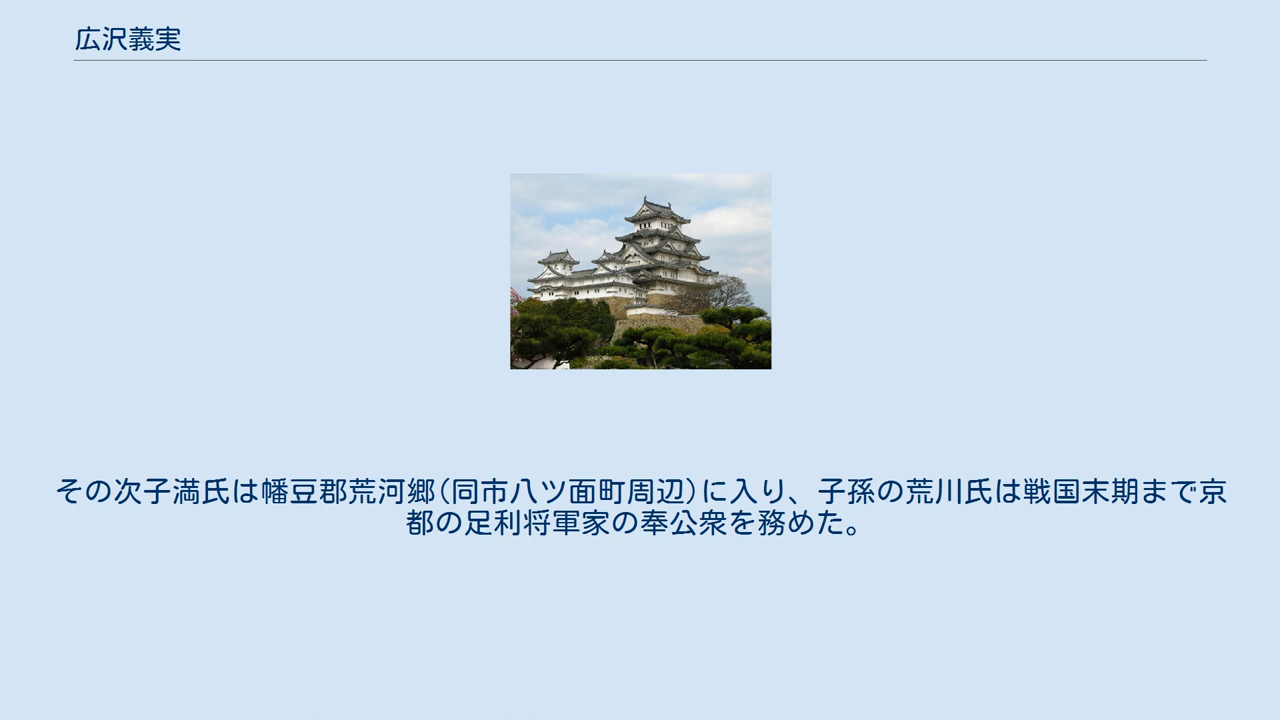 広沢義実
その次子満氏は幡豆郡荒河郷(同市八ツ面町周辺)に入り、子孫の荒川氏は戦国末期まで京
都の足利将軍家の奉公衆を務めた。